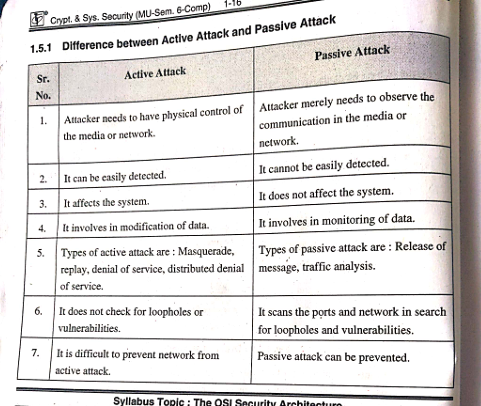 Crypt. & Sys. Security (MU-Sem. 6-Comp)
1-16
1.5.1 Difference between Active Attack and Passive Attack
Sr.
No.
Active Attack
Passive Attack
1.
Attacker needs to have physical control of
the media or network.
Attacker merely needs to observe the
communication in the media or
network.
2.
It can be easily detected.
It cannot be easily detected.
3.
It affects the system.
It does not affect the system.
4.
It involves in modification of data.
It involves in monitoring of data.
5.
Types of active attack are : Masquerade,
replay, denial of service, distributed denial
of service.
Types of passive attack are : Release of
message, traffic analysis.
6.
It does not check for loopholes or
vulnerabilities.
It scans the ports and network in search
for loopholes and vulnerabilities.
7.
It is difficult to prevent network from
active attack.
Passive attack can be prevented.
Syllabus Topic : The OSI Security Architecture